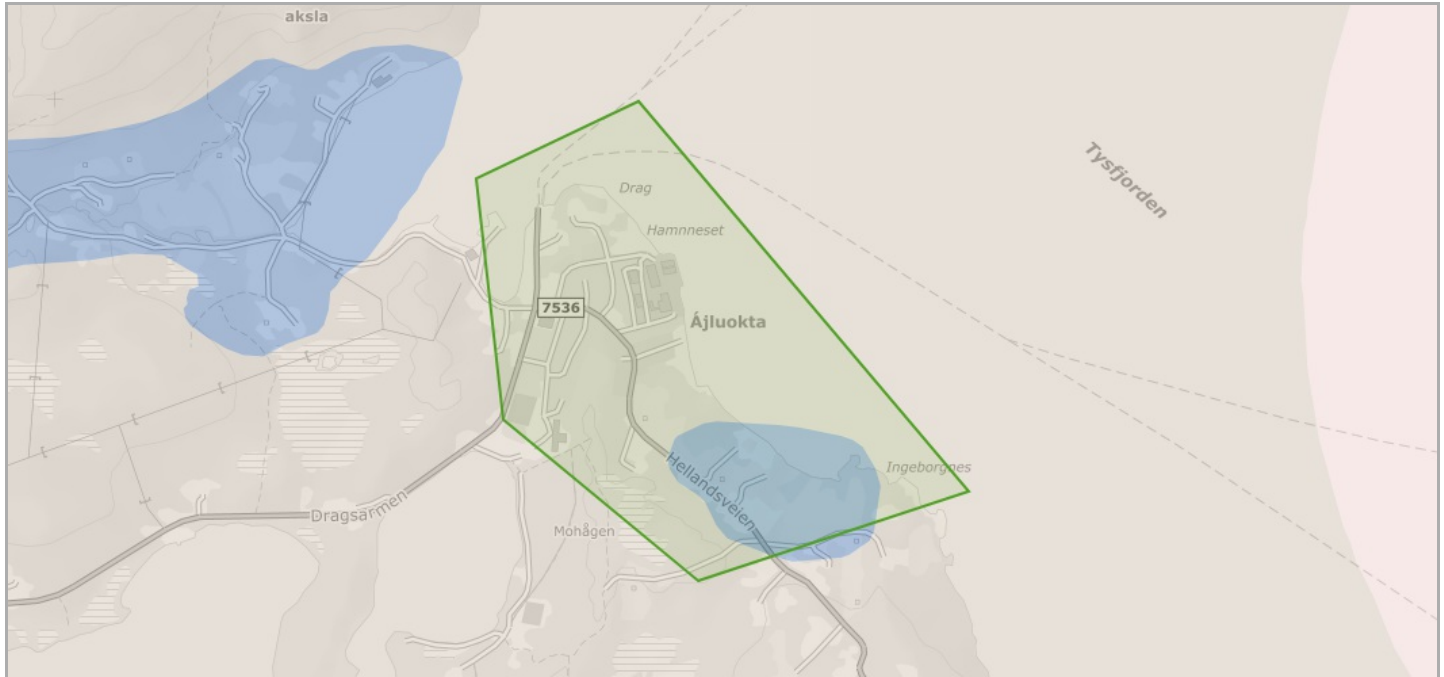 aksla
Tysfjorden
Drag
Hamnneset
7536
Ájluokta
Ingeborgnes
Hellandsveien
Dragsarmen
Mohågen